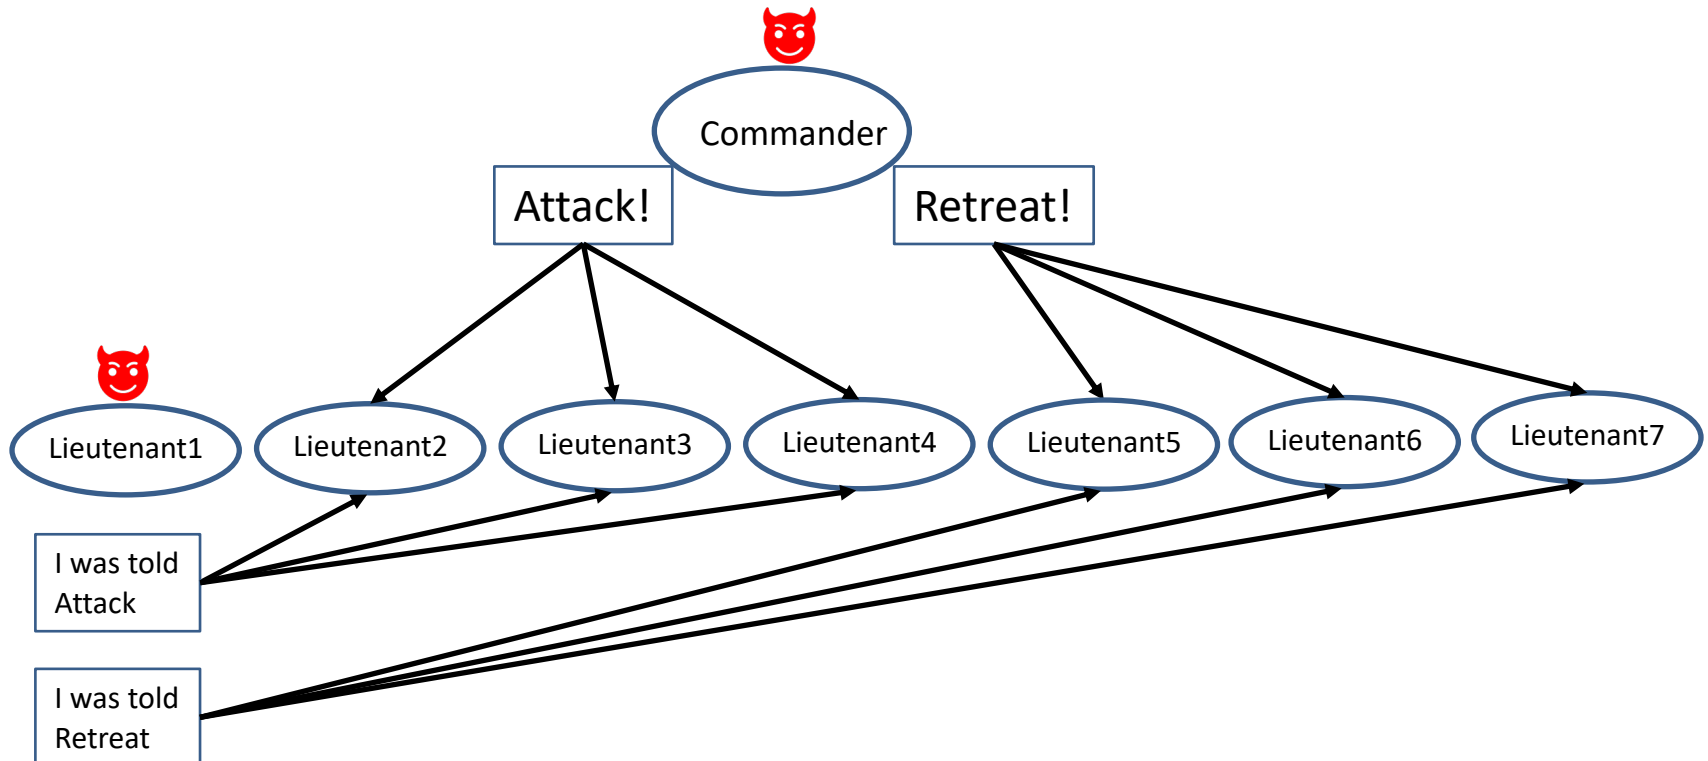 Commander
Attack!
Retreat!
Lieutenant1
Lieutenant2
Lieutenant3
Lieutenant4
Lieutenant5
Lieutenant6
Lieutenant7
I was told
Attack
I was told
Retreat